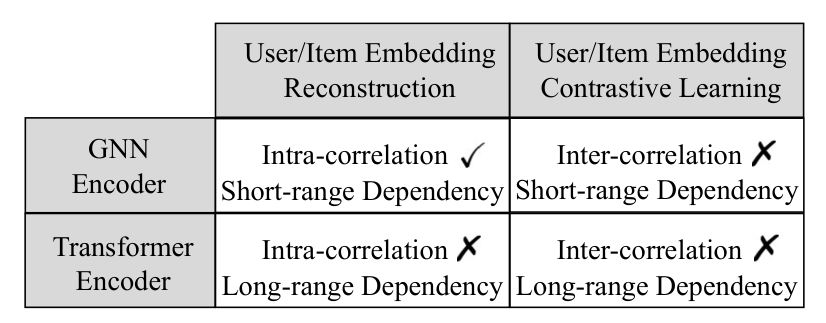 User/Item Embedding
Reconstruction
User/Item Embedding
Contrastive Learning
GNN
Encoder
Intra-correlation ✓
Short-range Dependency
Inter-correlation ✗
Short-range Dependency
Transformer
Encoder
Intra-correlation ✗
Long-range Dependency
Inter-correlation ✗
Long-range Dependency